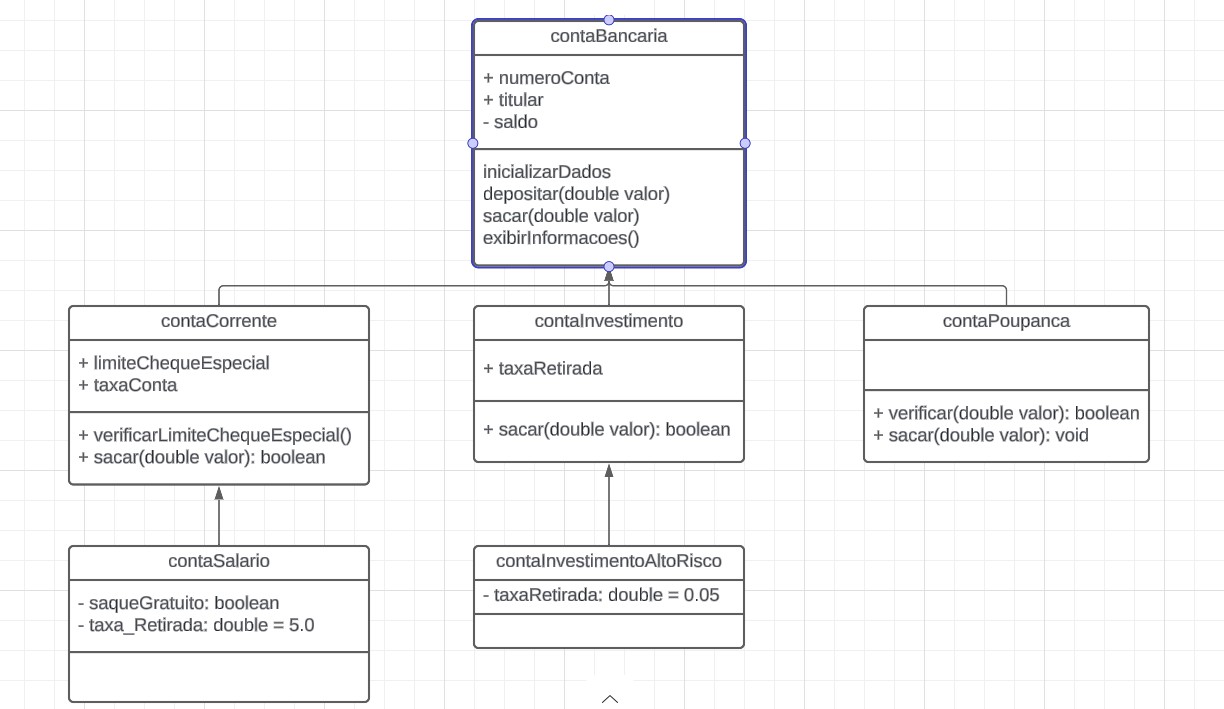 contaBancaria
+ numeroConta
+ titular
- saldo
inicializarDados
depositar(double valor)
sacar(double valor)
exibirInformacoes()
contaCorrente
+ limiteChequeEspecial
+ taxaConta
+ verificarLimiteChequeEspecial()
+ sacar(double valor): boolean
contaInvestimento
+ taxaRetirada
+ sacar(double valor): boolean
contaPoupanca
+ verificar(double valor): boolean
+ sacar(double valor): void
contaSalario
- saqueGratuito: boolean
- taxa_Retirada: double = 5.0
contaInvestimentoAltoRisco
- taxaRetirada: double = 0.05